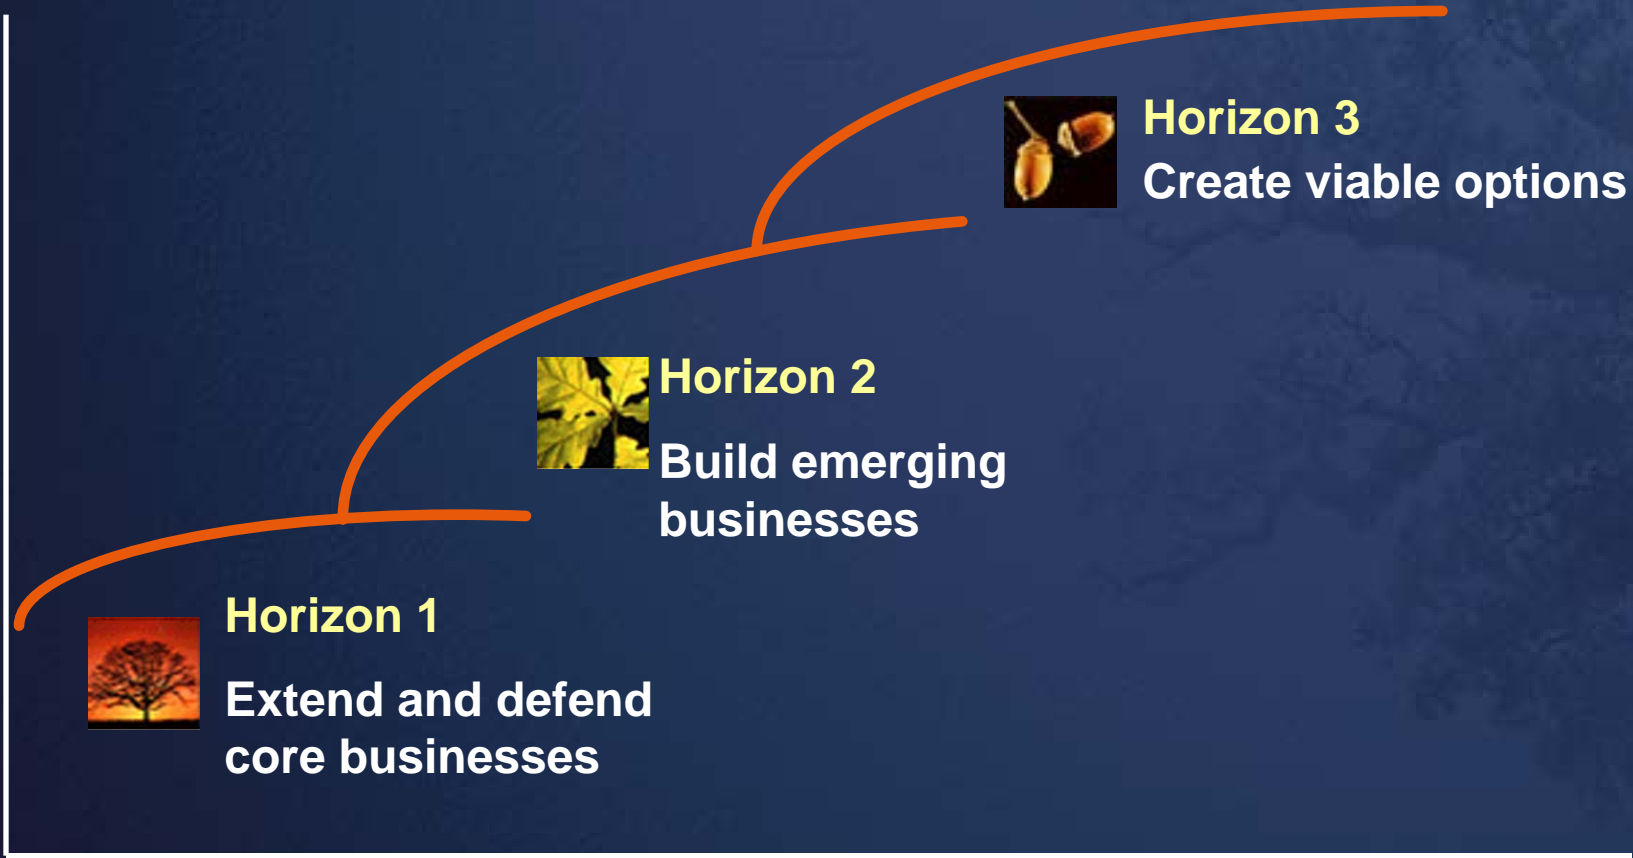 Horizon 3
Create viable options
Horizon 2
Build emerging
businesses
Horizon 1
Extend and defend
core businesses